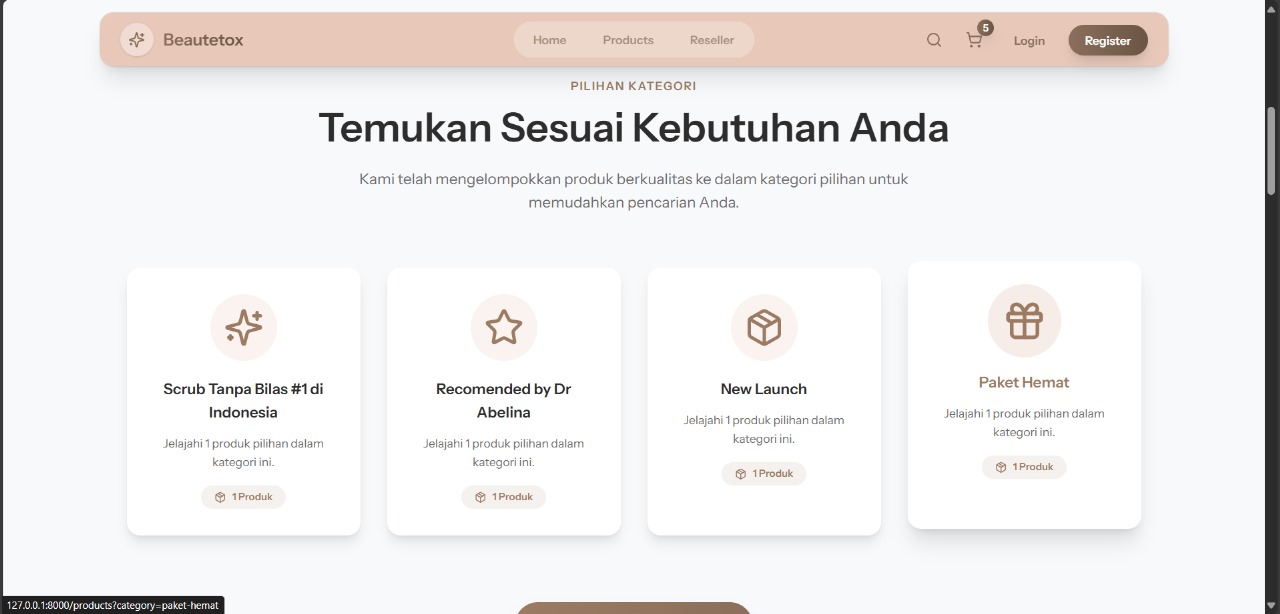 Beautetox
Home
Products
Reseller
5
Login
Register
PILIHAN KATEGORI
Temukan Sesuai Kebutuhan Anda
Kami telah mengelompokkan produk berkualitas ke dalam kategori pilihan untuk
memudahkan pencarian Anda.
Scrub Tanpa Bilas #1 di
Indonesia
Jelajahi 1 produk pilihan dalam
kategori ini.
1 Produk
Recomended by Dr
Abelina
Jelajahi 1 produk pilihan dalam
kategori ini.
1 Produk
New Launch
Jelajahi 1 produk pilihan dalam
kategori ini.
1 Produk
Paket Hemat
Jelajahi 1 produk pilihan dalam
kategori ini.
1 Produk
127.0.0.1:8000/products?category=paket-hemat